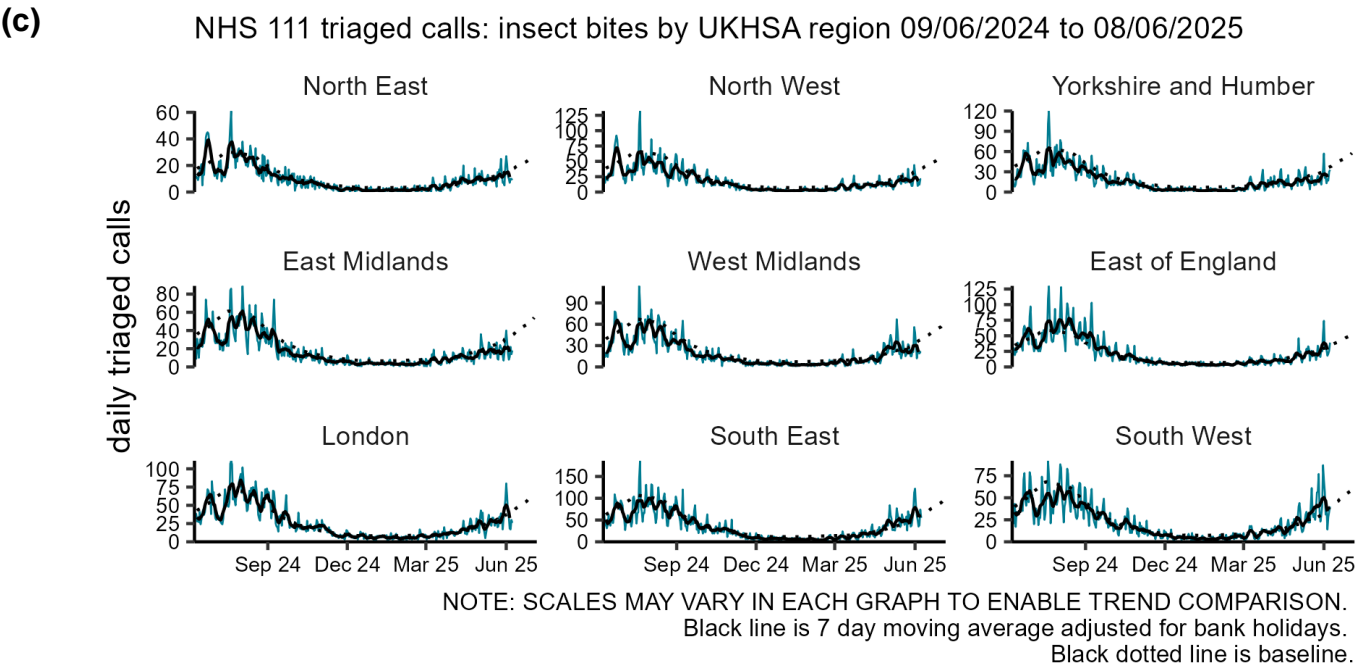 (c)
NHS 111 triaged calls: insect bites by UKHSA region 09/06/2024 to 08/06/2025
North East
North West
Yorkshire and Humber
60
40
20
0
125
100
75
50
25
0
120
90
60
30
0
daily triaged calls
East Midlands
West Midlands
East of England
80
60
40
20
0
90
60
30
0
125
100
75
50
25
0
London
South East
South West
100
75
50
25
0
150
100
50
0
75
50
25
0
Sep 24 Dec 24 Mar 25 Jun 25
Sep 24 Dec 24 Mar 25 Jun 25
Sep 24 Dec 24 Mar 25 Jun 25
NOTE: SCALES MAY VARY IN EACH GRAPH TO ENABLE TREND COMPARISON.
Black line is 7 day moving average adjusted for bank holidays.
Black dotted line is baseline.